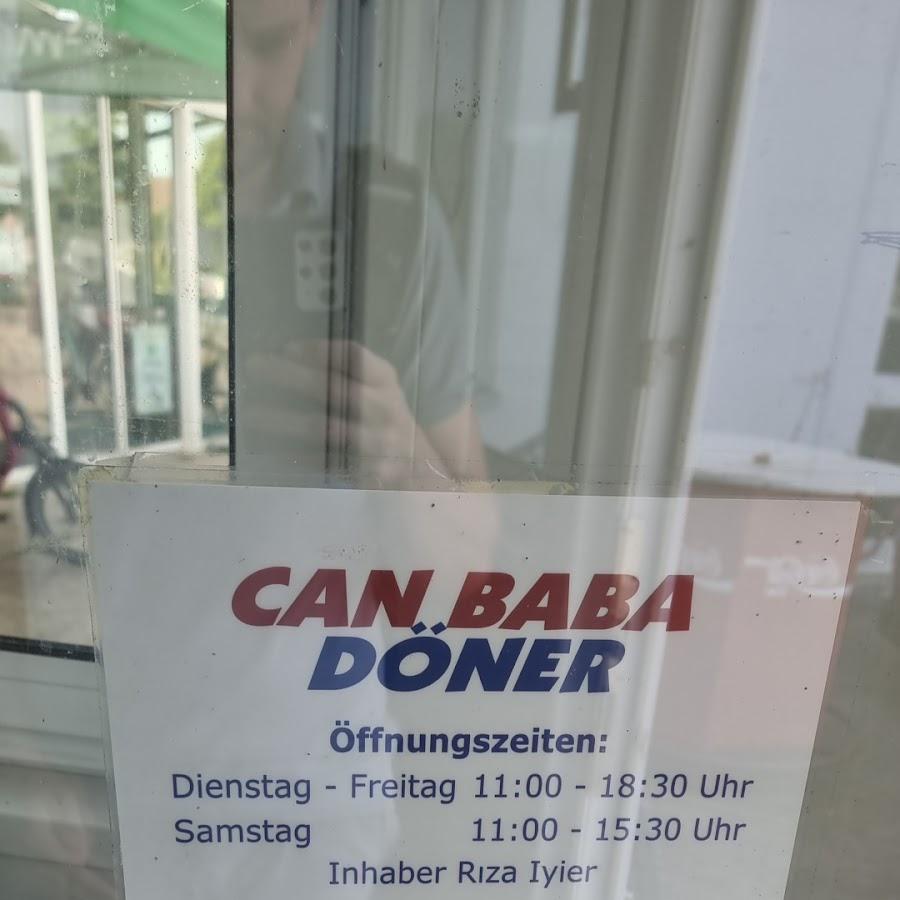 CAN BABA
DÖNER
Öffnungszeiten:
Dienstag - Freitag 11:00 - 18:30 Uhr
Samstag 11:00 - 15:30 Uhr
Inhaber Rıza Iyier